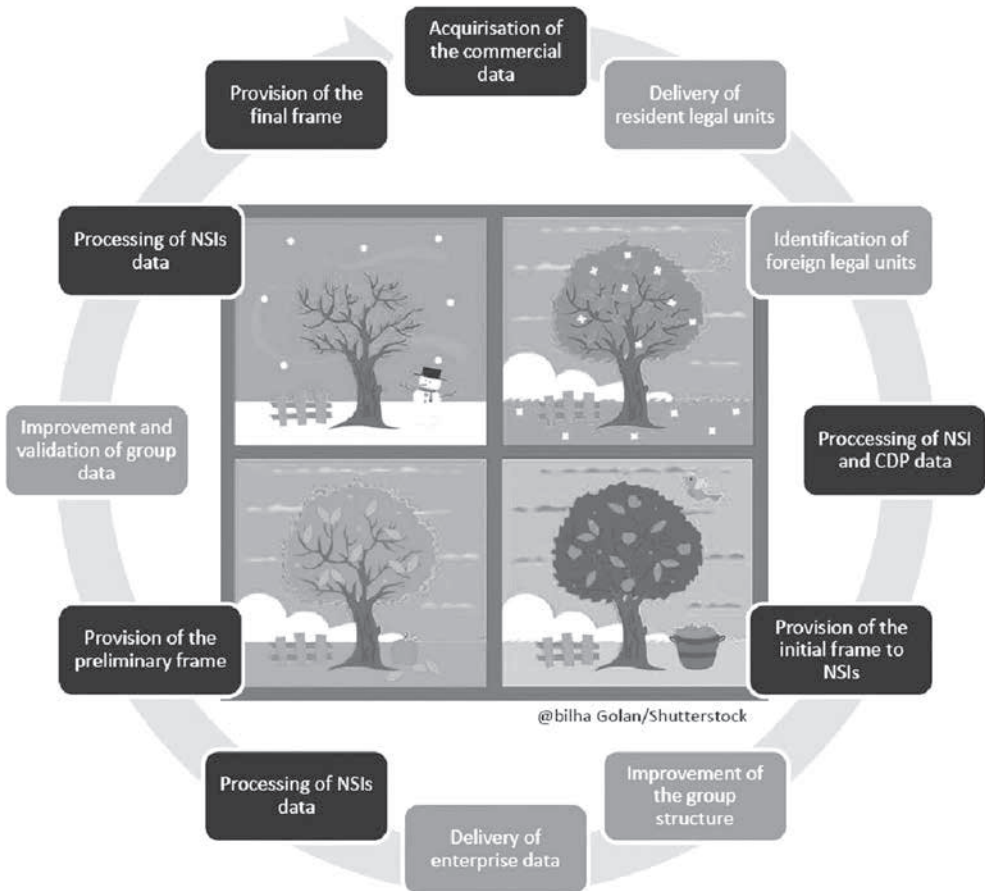 Acquirisation of
the commercial
data
Delivery of
resident legal units
Identification of
foreign legal units
Proccessing of NSI
and CDP data
Provision of the
initial frame to
NSIs
Improvement of
the group
structure
Delivery of
enterprise data
Processing of NSIs
data
Provision of the
preliminary frame
Improvement and
validation of group
data
Processing of NSIs
data
Provision of the
final frame
@bilha Golan/Shutterstock